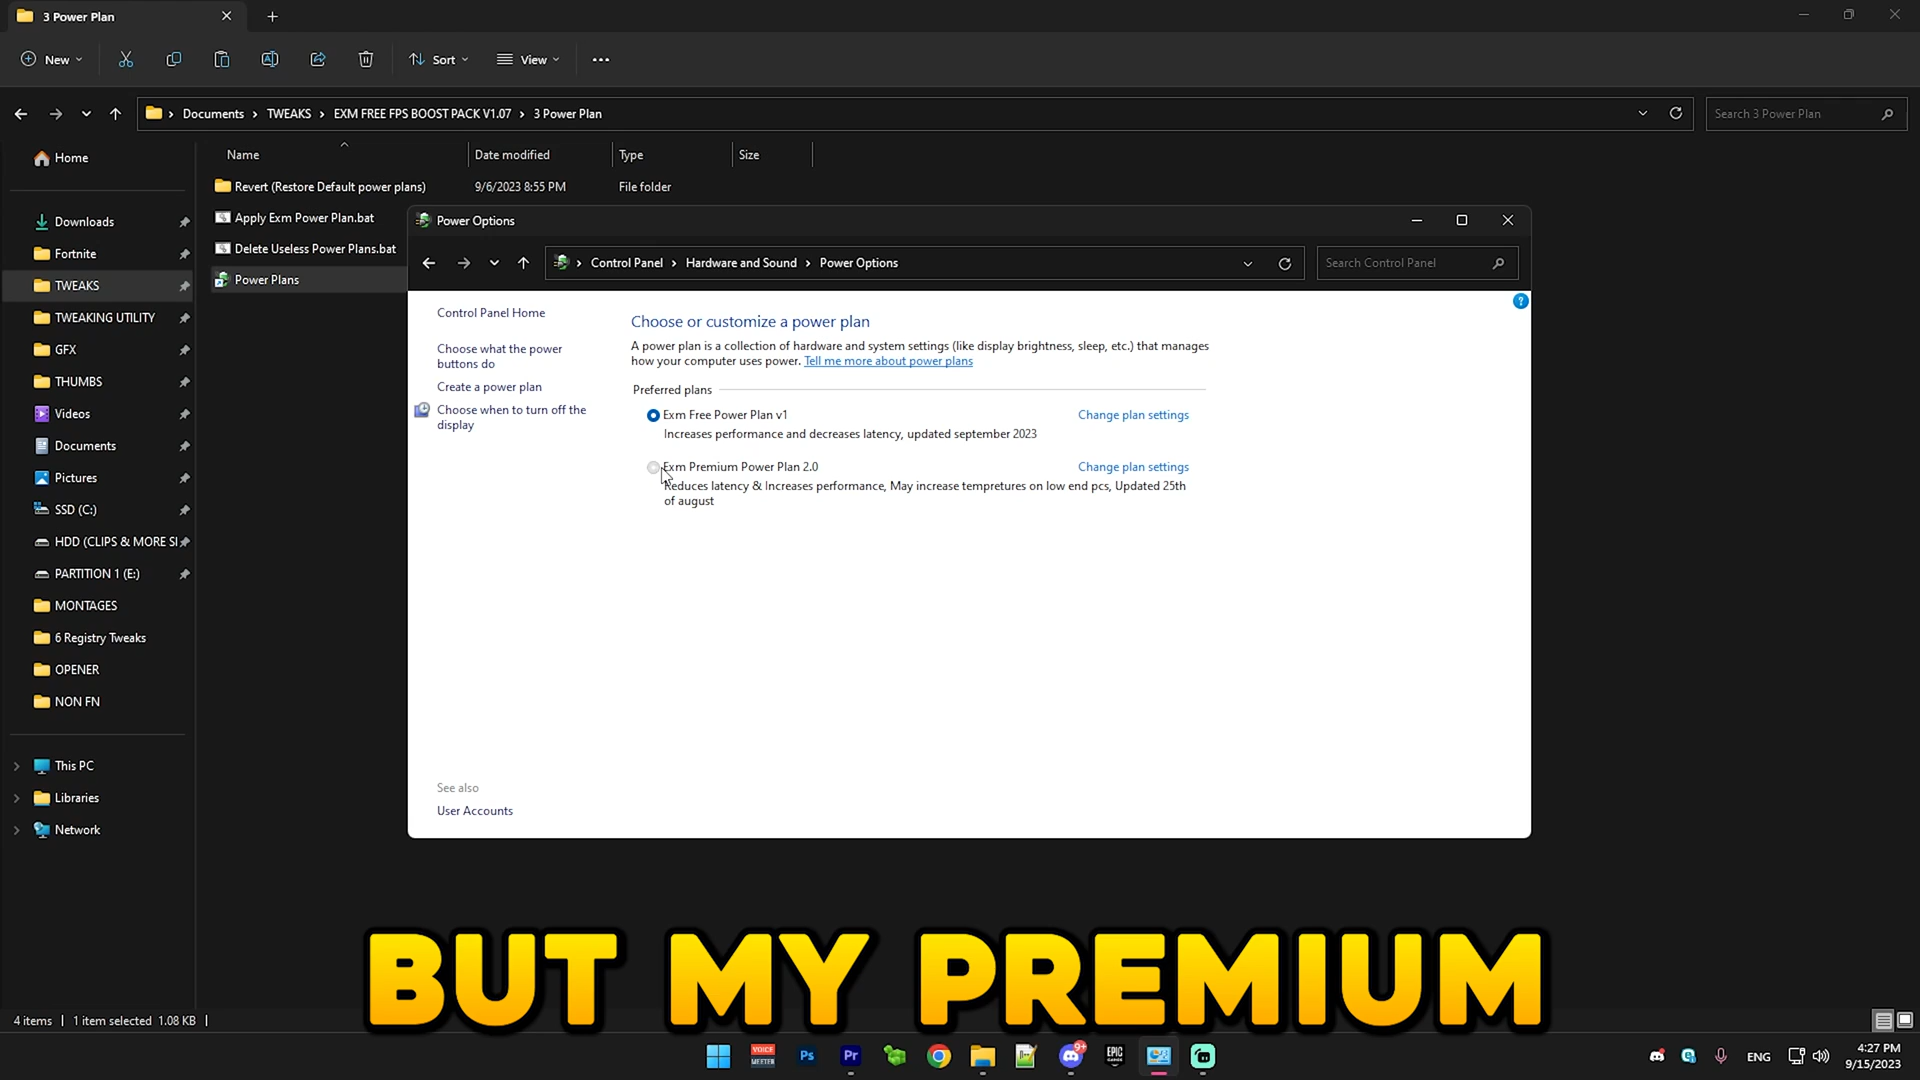 3 Power Plan
New
Sort
View
Documents
TWEAKS
EXM FREE FPS BOOST PACK V1.07
3 Power Plan
Search 3 Power Plan
Home
Downloads
Fortnite
TWEAKS
TWEAKING UTILITY
GFX
THUMBS
Videos
Documents
Pictures
SSD (C:)
HDD (CLIPS & MORE SI
PARTITION 1 (E:)
MONTAGES
6 Registry Tweaks
OPENER
NON FN
This PC
Libraries
Network
Name
Date modified
Type
Size
Revert (Restore Default power plans)
9/6/2023 8:55 PM
File folder
Apply Exm Power Plan.bat
Delete Useless Power Plans.bat
Power Plans
Power Options
Control Panel
Hardware and Sound
Power Options
Search Control Panel
Control Panel Home
Choose what the power
buttons do
Create a power plan
Choose when to turn off the
display
See also
User Accounts
?
Choose or customize a power plan
A power plan is a collection of hardware and system settings (like display brightness, sleep, etc.) that manages
how your computer uses power. Tell me more about power plans
Preferred plans
Exm Free Power Plan v1
Change plan settings
Increases performance and decreases latency, updated september 2023
Exm Premium Power Plan 2.0
Change plan settings
Reduces latency & Increases performance, May increase tempretures on low end pcs, Updated 25th
of august
BUT MY PREMIUM
4 items
1 item selected 1.08 KB
VOICE
MEETER
Ps
Pr
9+
EPIC
GAMES
ENG
4:27 PM
9/15/2023